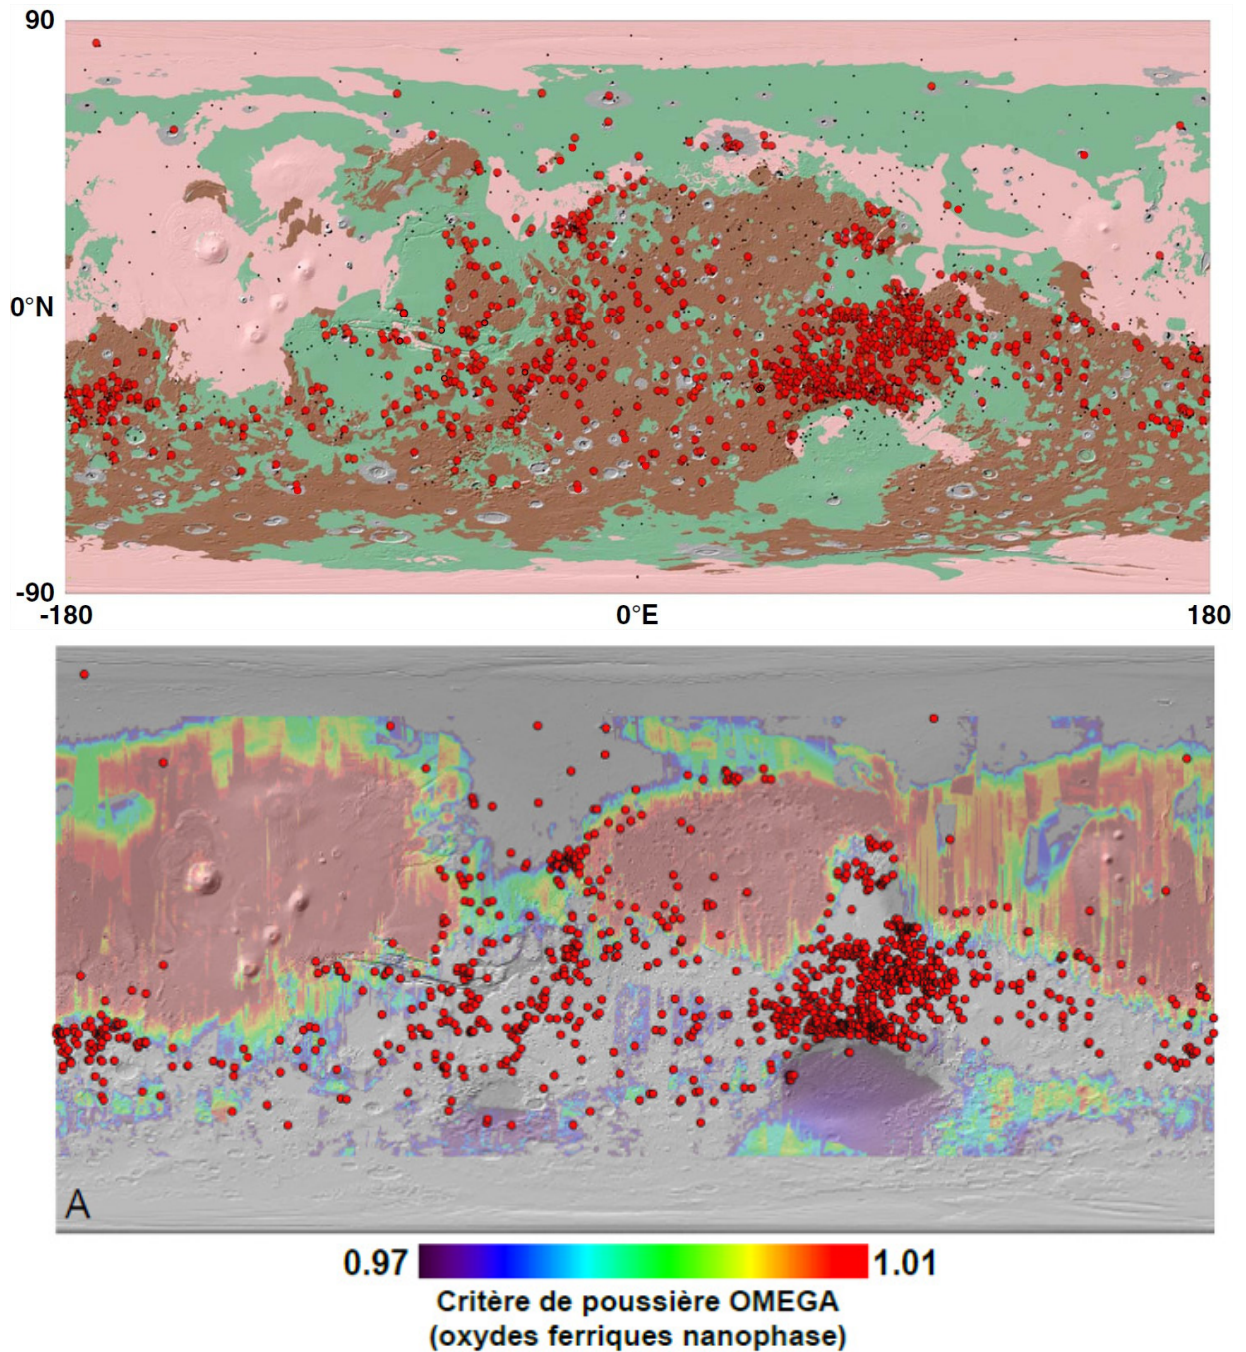 90
0°N
-90
-180
0°E
180
A
0.97
1.01
Critère de poussière OMEGA
(oxydes ferriques nanophase)